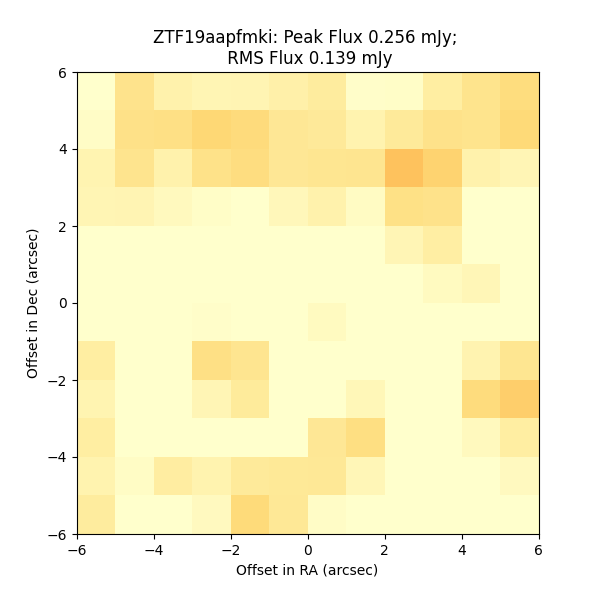 ZTF19aapfmki: Peak Flux 0.256 mJy;
RMS Flux 0.139 mJy
6
4
2
0
−2
−4
−6
Offset in Dec (arcsec)
−6 −4 −2 0 2 4 6
Offset in RA (arcsec)